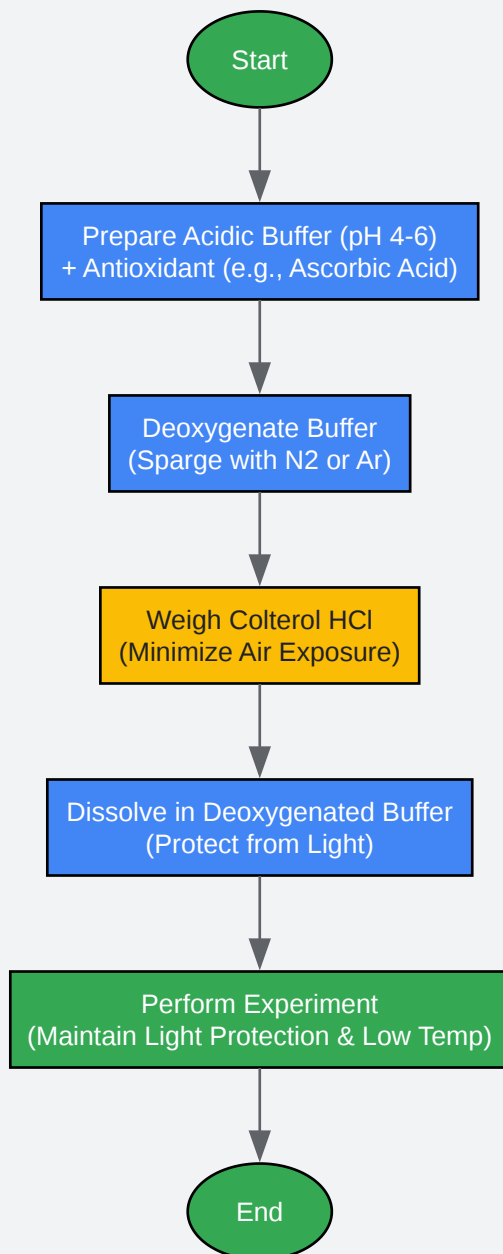 Start
Prepare Acidic Buffer (pH 4-6)
+ Antioxidant (e.g., Ascorbic Acid)
Deoxygenate Buffer
(Sparge with N2 or Ar)
Weigh Colterol HCl
(Minimize Air Exposure)
Dissolve in Deoxygenated Buffer
(Protect from Light)
Perform Experiment
(Maintain Light Protection & Low Temp)
End